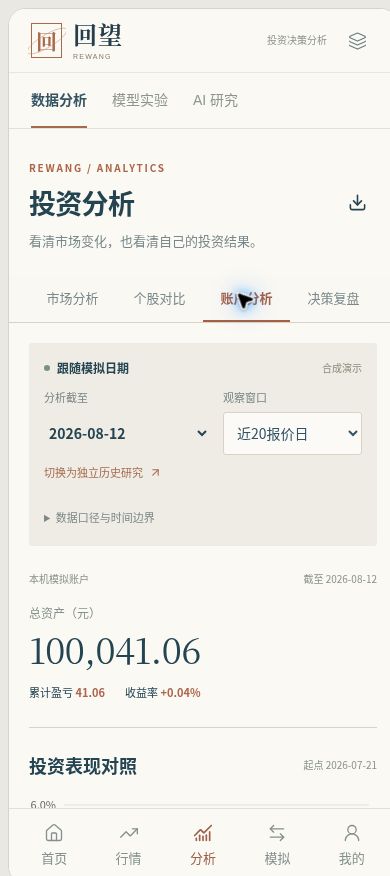 回 回望
REWANG
投资决策分析
数据分析 模型实验 AI 研究
REWANG / ANALYTICS
投资分析
看清市场变化，也看清自己的投资结果。
市场分析 个股对比 账户分析 决策复盘
跟随模拟日期 合成演示
分析截至 观察窗口
2026-08-12 近20报价日
切换为独立历史研究
数据口径与时间边界
本机模拟账户 截至 2026-08-12
总资产（元）
100,041.06
累计盈亏 41.06 收益率 +0.04%
投资表现对照 起点 2026-07-21
6.0%
首页 行情 分析 模拟 我的